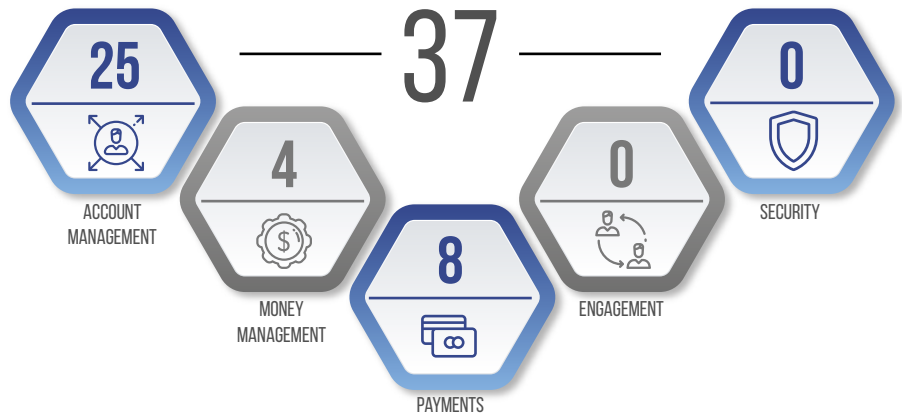 37
25
ACCOUNT
MANAGEMENT
4
$
MONEY
MANAGEMENT
8
PAYMENTS
0
ENGAGEMENT
0
SECURITY